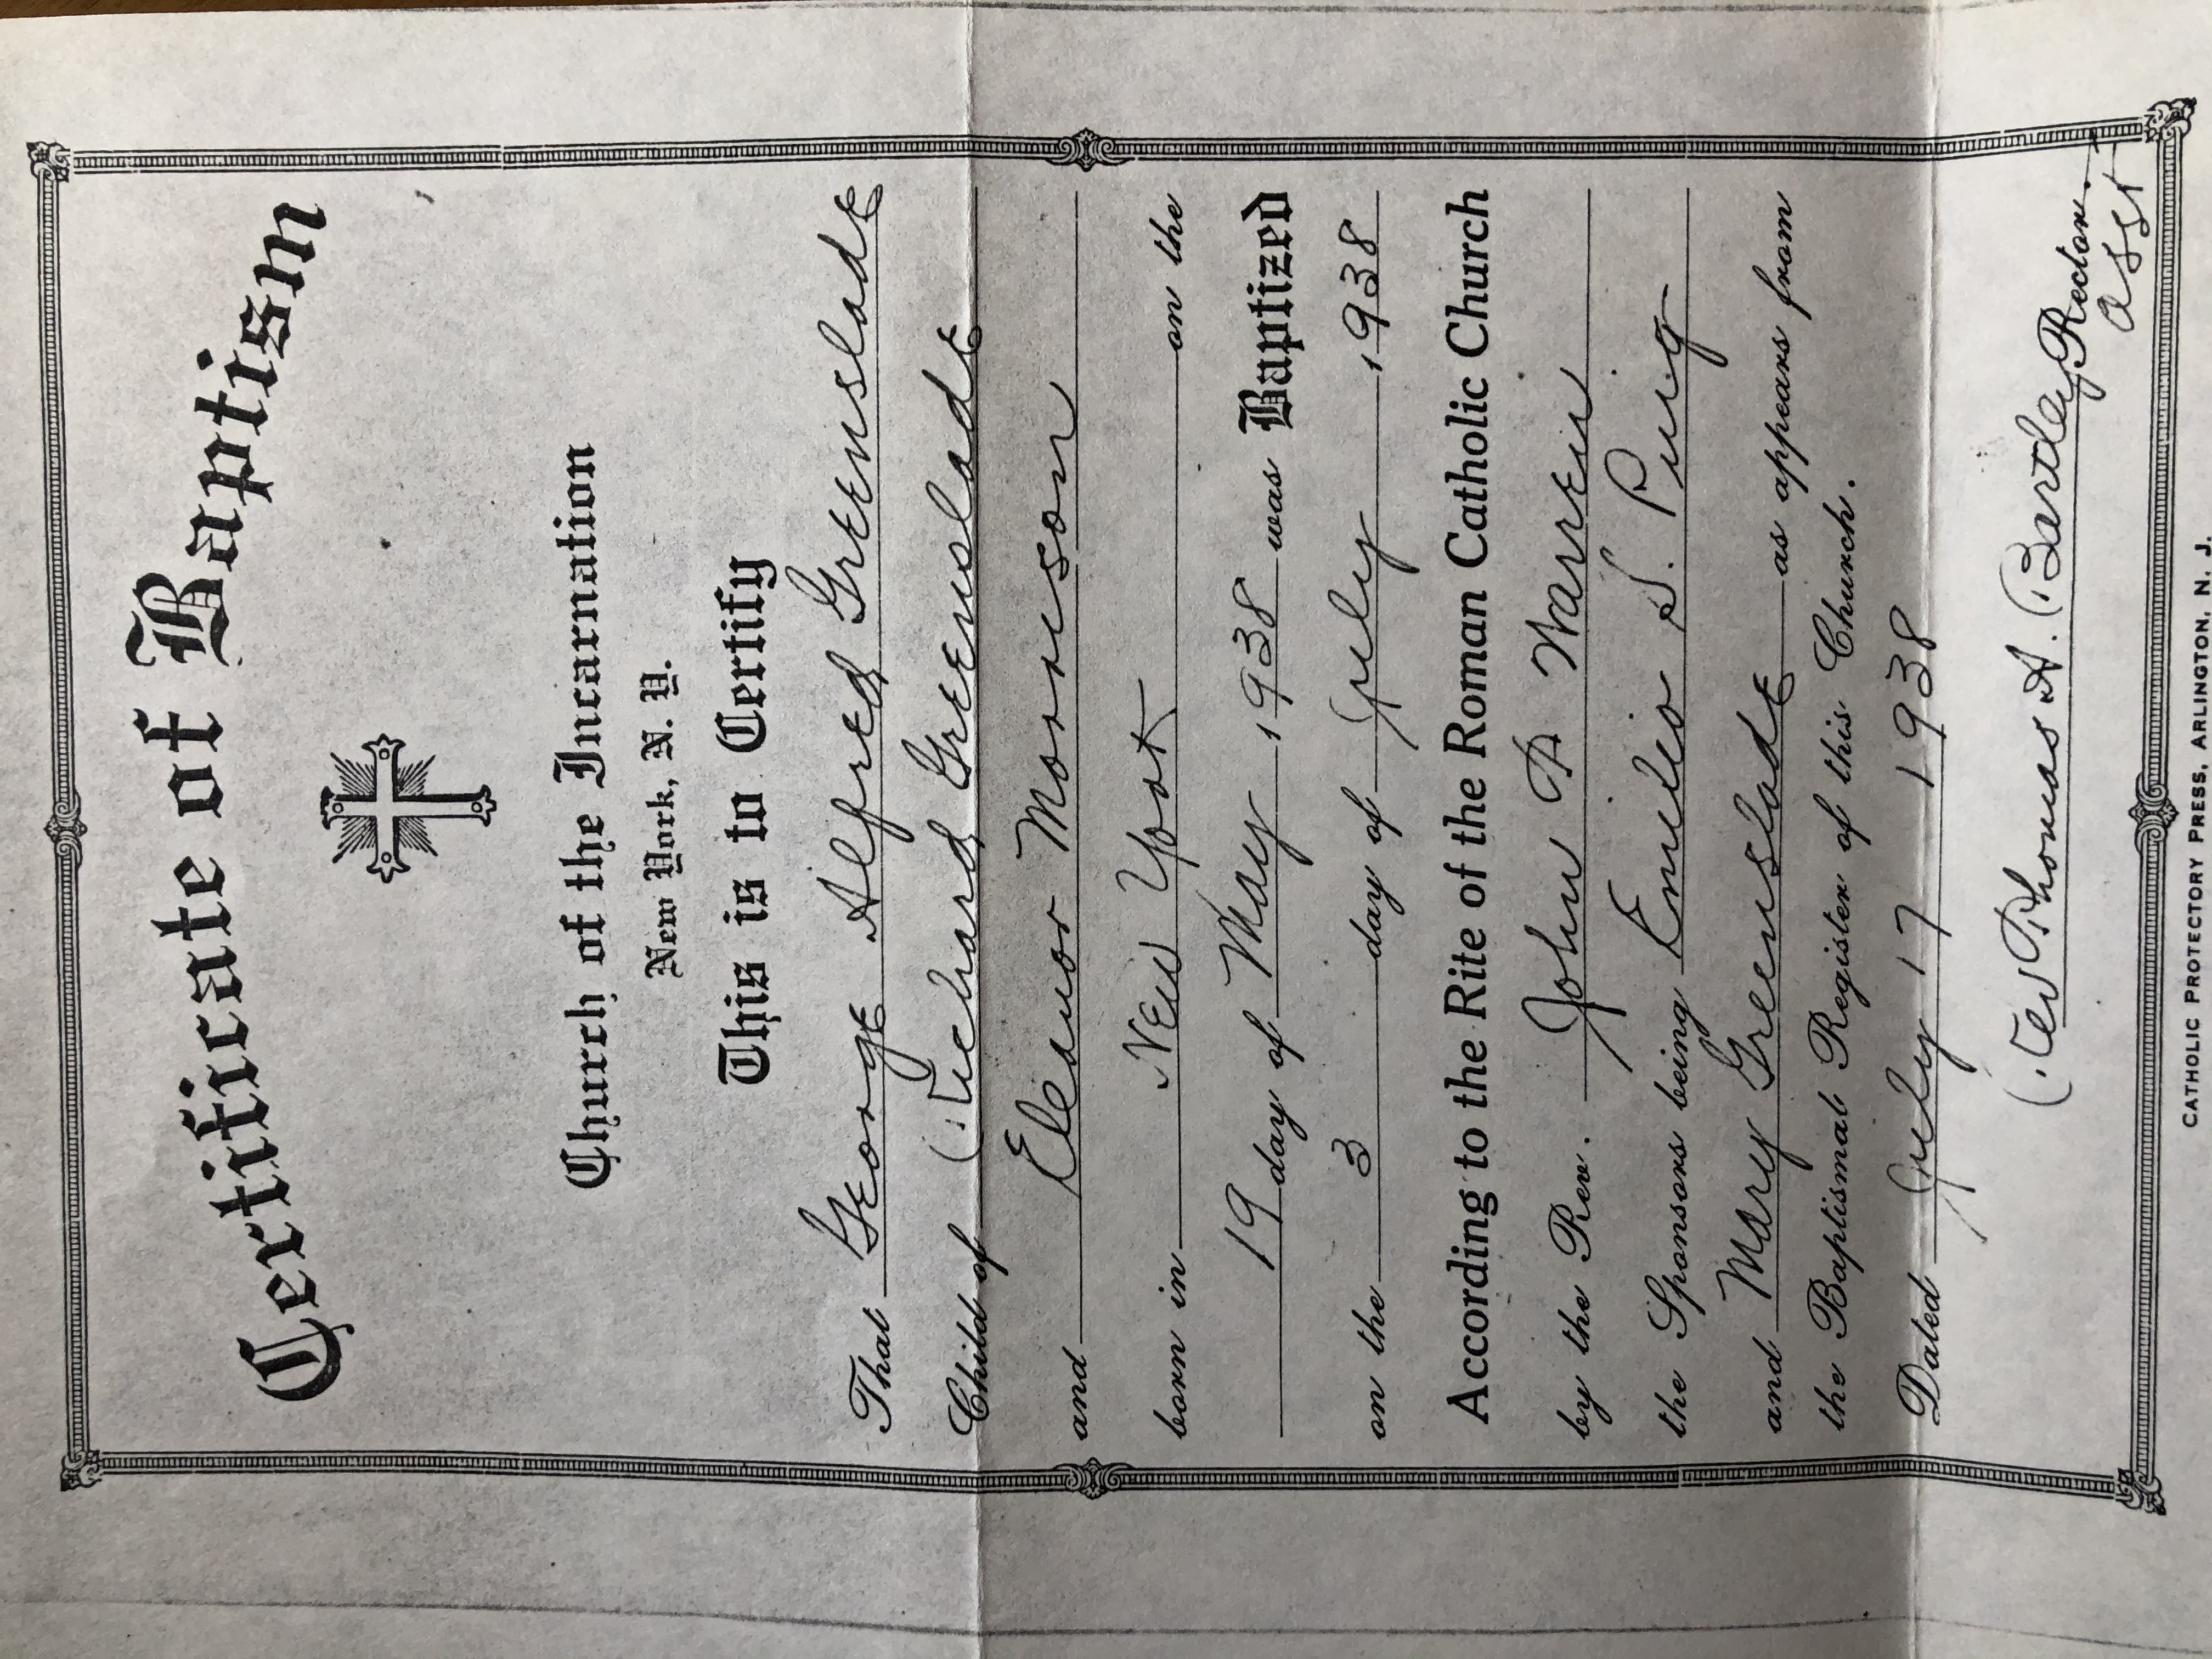 Certificate of Baptism
Church of the Incarnation
New York, N. Y.
This is to Certify
That George Alfred Greenslade
Child of Richard Greenslade
and Eleanor Morrison
born in New York on the
19 day of May 1938 was Baptized
on the 3 day of July 1938
According to the Rite of the Roman Catholic Church
by the Rev. John Warren
the Sponsors being Emilio S. Puig
and Mary Greenslade as appears from
the Baptismal Register of this Church.
Dated July 17 1938
Rev Thomas A. Bartley Rector.
asst
CATHOLIC PROTECTORY PRESS, ARLINGTON, N. J.